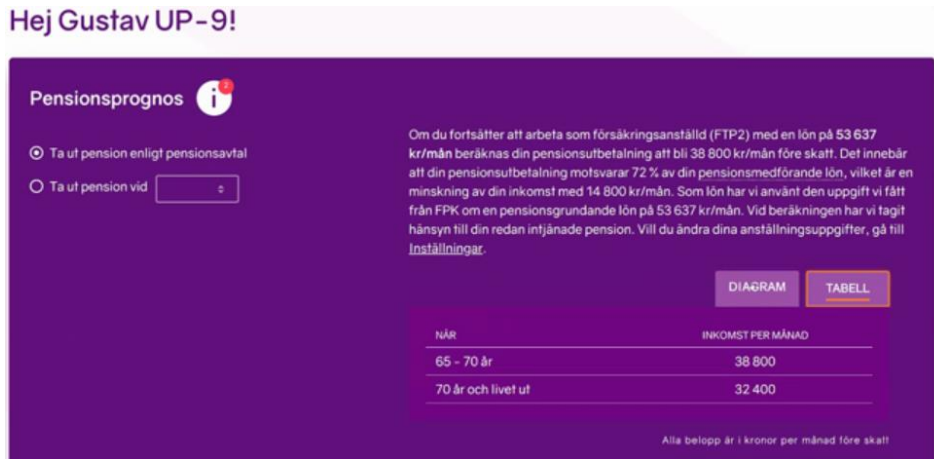 Hej Gustav UP-9!
Pensionsprognos i 2
Ta ut pension enligt pensionsavtal
Ta ut pension vid
Om du fortsätter att arbeta som försäkringsanställd (FTP2) med en lön på 53 637
kr/mån beräknas din pensionsutbetalning att bli 38 800 kr/mån före skatt. Det innebär
att din pensionsutbetalning motsvarar 72 % av din pensionsmedförande lön, vilket är en
minskning av din inkomst med 14 800 kr/mån. Som lön har vi använt den uppgift vi fått
från FPK om en pensionsgrundande lön på 53 637 kr/mån. Vid beräkningen har vi tagit
hänsyn till din redan intjänade pension. Vill du ändra dina anställningsuppgifter, gå till
Inställningar.
DIAGRAM TABELL
NÄR INKOMST PER MÅNAD
65 – 70 år 38 800
70 år och livet ut 32 400
Alla belopp är i kronor per månad före skatt